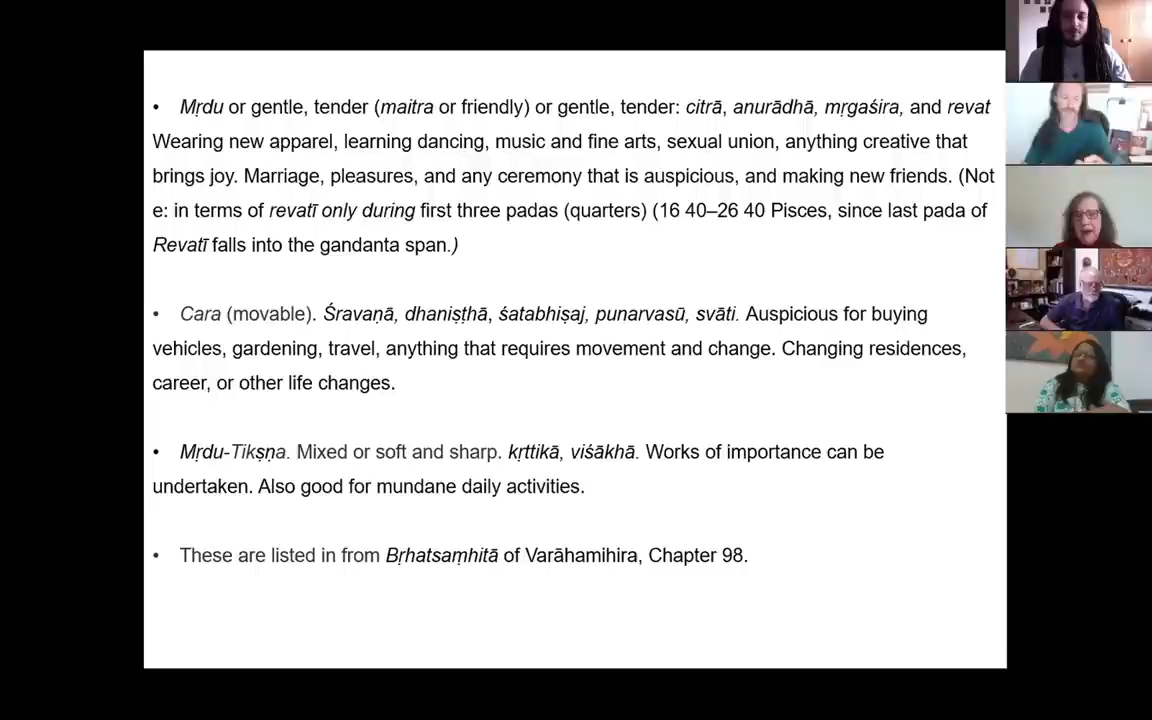 • Mṛdu or gentle, tender (maitra or friendly) or gentle, tender: citrā, anurādhā, mṛgaśira, and revat
Wearing new apparel, learning dancing, music and fine arts, sexual union, anything creative that
brings joy. Marriage, pleasures, and any ceremony that is auspicious, and making new friends. (Not
e: in terms of revatī only during first three padas (quarters) (16 40–26 40 Pisces, since last pada of
Revatī falls into the gandanta span.)
• Cara (movable). Śravaṇā, dhaniṣṭhā, śatabhiṣaj, punarvasū, svāti. Auspicious for buying
vehicles, gardening, travel, anything that requires movement and change. Changing residences,
career, or other life changes.
• Mṛdu-Tikṣṇa. Mixed or soft and sharp. kṛttikā, viśākhā. Works of importance can be
undertaken. Also good for mundane daily activities.
• These are listed in from Bṛhatsaṃhitā of Varāhamihira, Chapter 98.